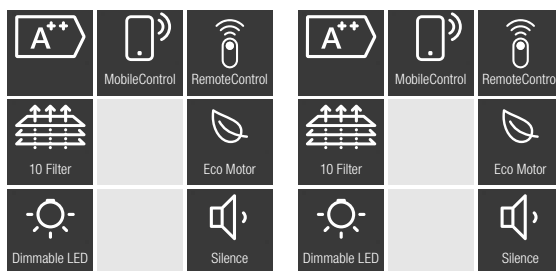 A++
MobileControl
RemoteControl
10 Filter
Eco Motor
Dimmable LED
Silence
A++
MobileControl
RemoteContro
10 Filter
Eco Motor
Dimmable LED
Silence